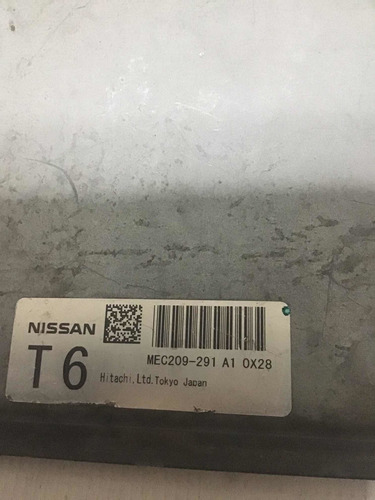 NISSAN
MEC209-291 A1 0X28
T6
Hitachi,Ltd.Tokyo Japan